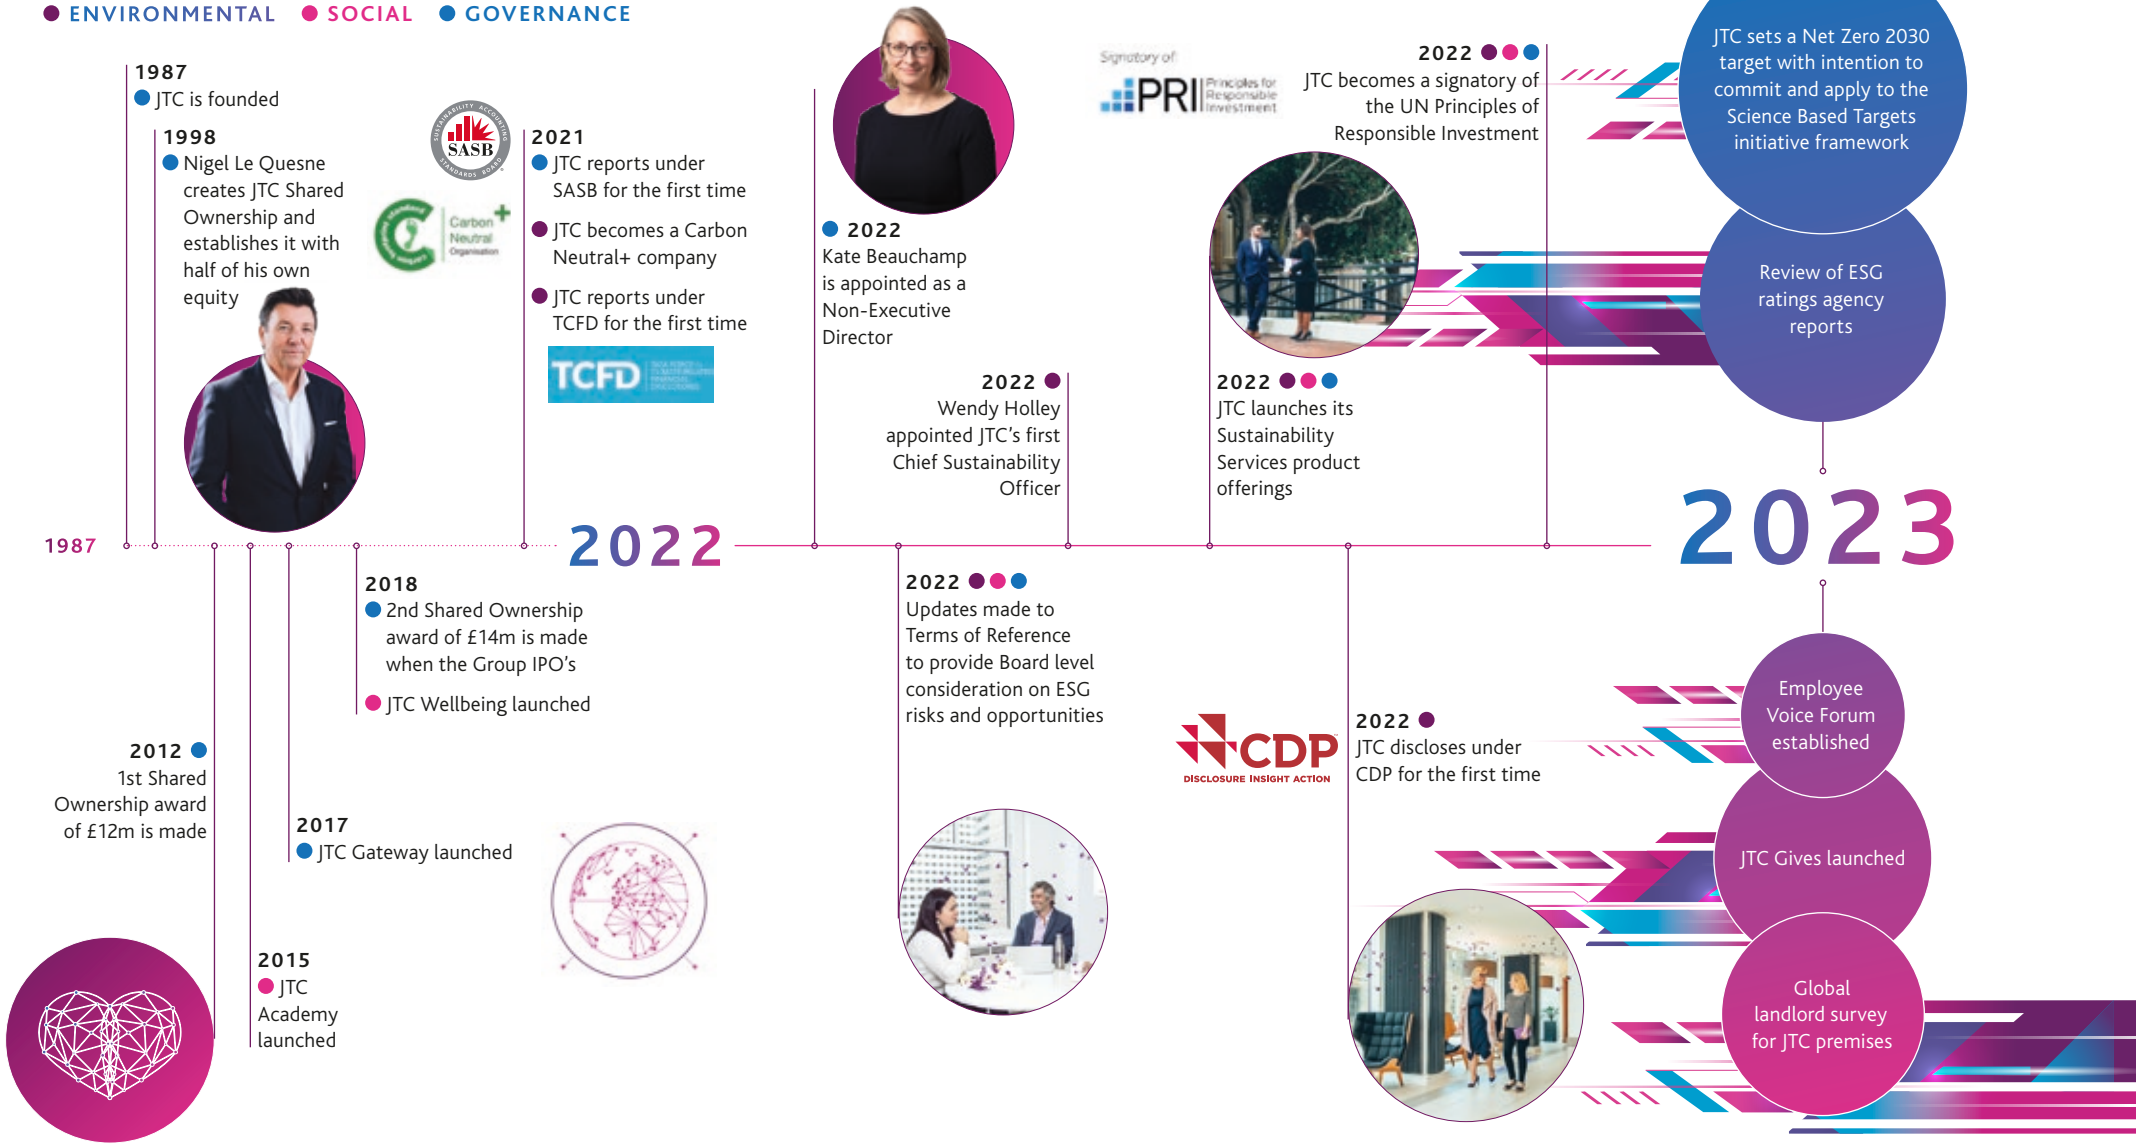 ENVIRONMENTAL SOCIAL GOVERNANCE
1987
JTC is founded
1998
Nigel Le Quesne
creates JTC Shared
Ownership and
establishes it with
half of his own
equity
SUSTAINABILITY ACCOUNTING
SASB
STANDARDS BOARD
Carbon
Neutral
Organisation
2021
JTC reports under
SASB for the first time
JTC becomes a Carbon
Neutral+ company
JTC reports under
TCFD for the first time
TCFD
2022
Kate Beauchamp
is appointed as a
Non-Executive
Director
2022
Wendy Holley
appointed JTC's first
Chief Sustainability
Officer
Signatory of:
PRI Principles for
Responsible
Investment
2022
JTC launches its
Sustainability
Services product
offerings
2022
JTC becomes a signatory of
the UN Principles of
Responsible Investment
JTC sets a Net Zero 2030
target with intention to
commit and apply to the
Science Based Targets
initiative framework
Review of ESG
ratings agency
reports
1987
2022
2023
2012
1st Shared
Ownership award
of £12m is made
2015
JTC
Academy
launched
2017
JTC Gateway launched
2018
2nd Shared Ownership
award of £14m is made
when the Group IPO's
JTC Wellbeing launched
2022
Updates made to
Terms of Reference
to provide Board level
consideration on ESG
risks and opportunities
CDP
DISCLOSURE INSIGHT ACTION
2022
JTC discloses under
CDP for the first time
Employee
Voice Forum
established
JTC Gives launched
Global
landlord survey
for JTC premises